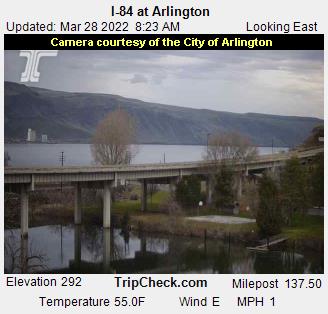 I-84 at Arlington
Updated: Mar 28 2022 8:23 AM Looking East
Camera courtesy of the City of Arlington
Elevation 292 TripCheck.com Milepost 137.50
Temperature 55.0F Wind E MPH 1